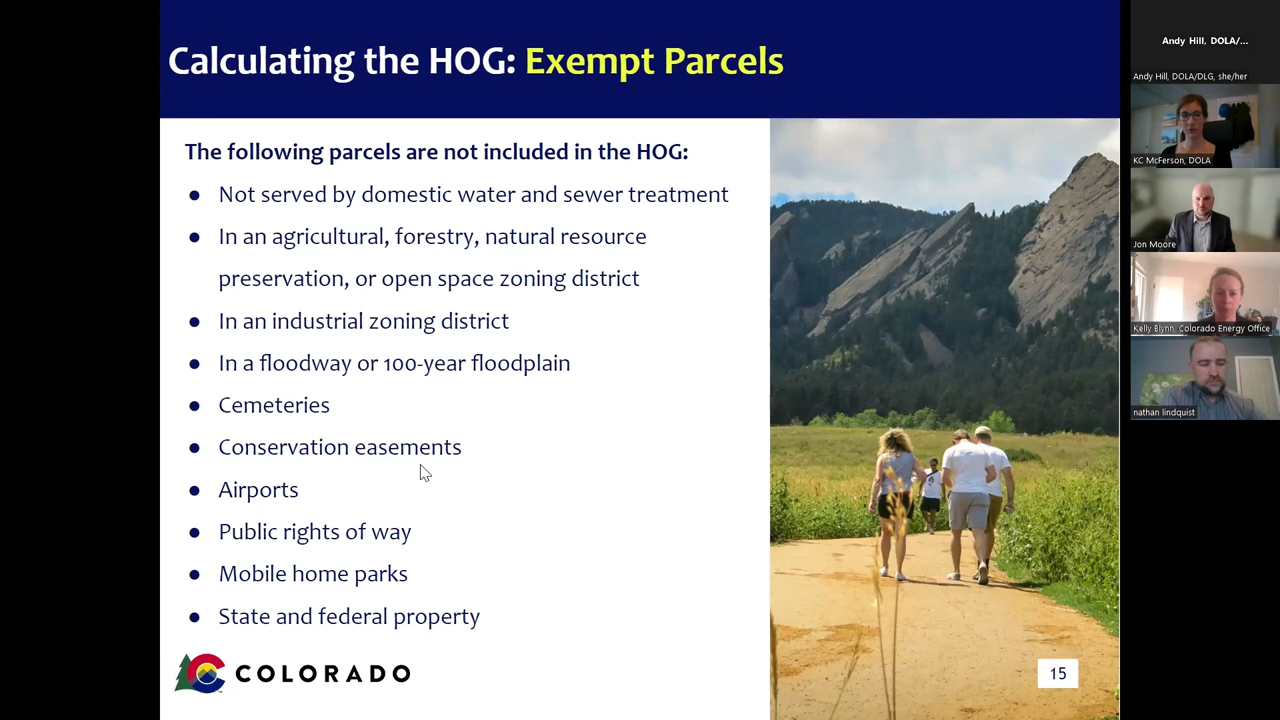 Calculating the HOG: Exempt Parcels
The following parcels are not included in the HOG:
● Not served by domestic water and sewer treatment
● In an agricultural, forestry, natural resource
preservation, or open space zoning district
● In an industrial zoning district
● In a floodway or 100-year floodplain
● Cemeteries
● Conservation easements
● Airports
● Public rights of way
● Mobile home parks
● State and federal property
COLORADO
15
Andy Hill, DOLA/...
Andy Hill, DOLA/DLG, she/her
KC McFerson, DOLA
Jon Moore
Kelly Blynn, Colorado Energy Office
nathan lindquist